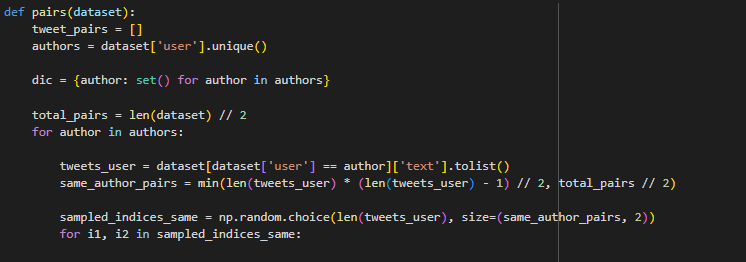 def pairs(dataset):
    tweet_pairs = []
    authors = dataset['user'].unique()
    dic = {author: set() for author in authors}
    total_pairs = len(dataset) // 2
    for author in authors:
        tweets_user = dataset[dataset['user'] == author]['text'].tolist()
        same_author_pairs = min(len(tweets_user) * (len(tweets_user) - 1) // 2, total_pairs // 2)
        sampled_indices_same = np.random.choice(len(tweets_user), size=(same_author_pairs, 2))
        for i1, i2 in sampled_indices_same: